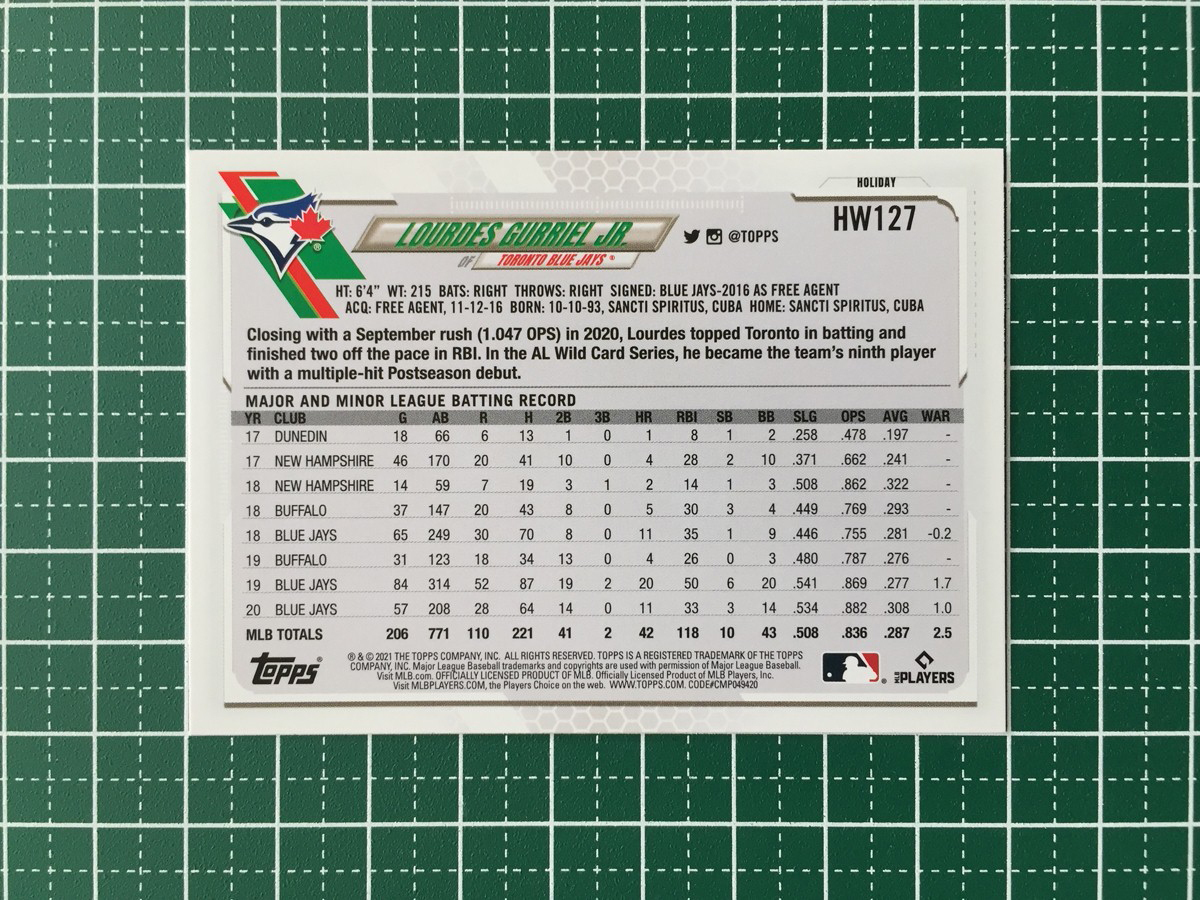 HOLIDAY
HW127
LOURDES GURRIEL JR. @TOPPS
OF TORONTO BLUE JAYS ®
HT: 6'4" WT: 215 BATS: RIGHT THROWS: RIGHT SIGNED: BLUE JAYS-2016 AS FREE AGENT
ACQ: FREE AGENT, 11-12-16 BORN: 10-10-93, SANCTI SPIRITUS, CUBA HOME: SANCTI SPIRITUS, CUBA
Closing with a September rush (1.047 OPS) in 2020, Lourdes topped Toronto in batting and
finished two off the pace in RBI. In the AL Wild Card Series, he became the team's ninth player
with a multiple-hit Postseason debut.
MAJOR AND MINOR LEAGUE BATTING RECORD
YR CLUB G AB R H 2B 3B HR RBI SB BB SLG OPS AVG WAR
17 DUNEDIN 18 66 6 13 1 0 1 8 1 2 .258 .478 .197 -
17 NEW HAMPSHIRE 46 170 20 41 10 0 4 28 2 10 .371 .662 .241 -
18 NEW HAMPSHIRE 14 59 7 19 3 1 2 14 1 3 .508 .862 .322 -
18 BUFFALO 37 147 20 43 8 0 5 30 3 4 .449 .769 .293 -
18 BLUE JAYS 65 249 30 70 8 0 11 35 1 9 .446 .755 .281 -0.2
19 BUFFALO 31 123 18 34 13 0 4 26 0 3 .480 .787 .276 -
19 BLUE JAYS 84 314 52 87 19 2 20 50 6 20 .541 .869 .277 1.7
20 BLUE JAYS 57 208 28 64 14 0 11 33 3 14 .534 .882 .308 1.0
MLB TOTALS 206 771 110 221 41 2 42 118 10 43 .508 .836 .287 2.5
TOPPS®
® & © 2021 THE TOPPS COMPANY, INC. ALL RIGHTS RESERVED. TOPPS IS A REGISTERED TRADEMARK OF THE TOPPS
COMPANY, INC. Major League Baseball trademarks and copyrights are used with permission of Major League Baseball.
Visit MLB.com. OFFICIALLY LICENSED PRODUCT OF MLB. Officially Licensed Product of MLB Players, Inc.
Visit MLBPLAYERS.COM, the Players Choice on the web. WWW.TOPPS.COM. CODE#CMP049420
MLB PLAYERS